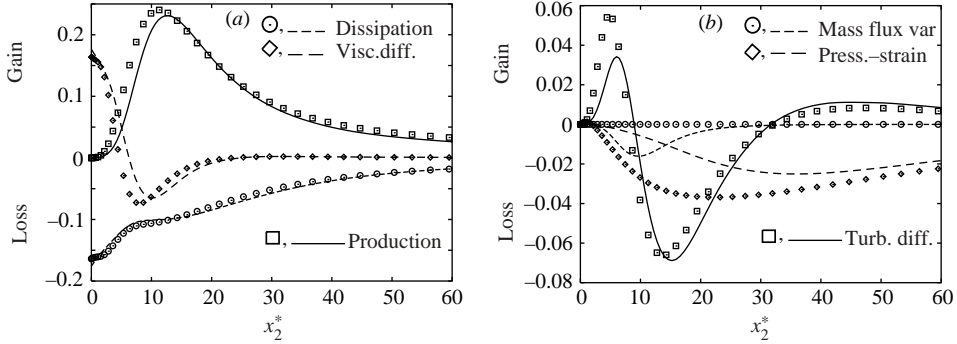 (a)
Dissipation
Visc.diff.
Production
0.2
0.1
0
–0.1
–0.2
Gain
Loss
0 10 20 30 40 50 60
x₂*
(b)
Mass flux var
Press.–strain
Turb. diff.
0.06
0.04
0.02
0
–0.02
–0.04
–0.06
–0.08
Gain
Loss
0 10 20 30 40 50 60
x₂*